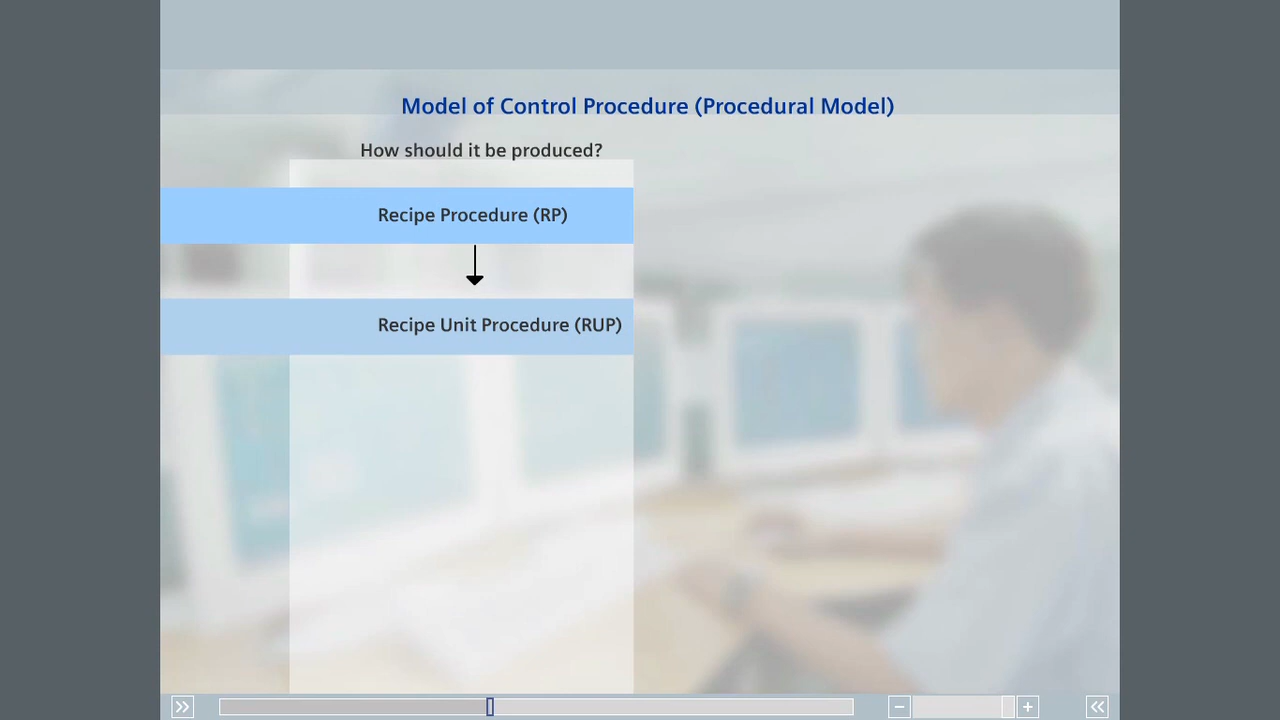 Model of Control Procedure (Procedural Model)
How should it be produced?
Recipe Procedure (RP)
Recipe Unit Procedure (RUP)